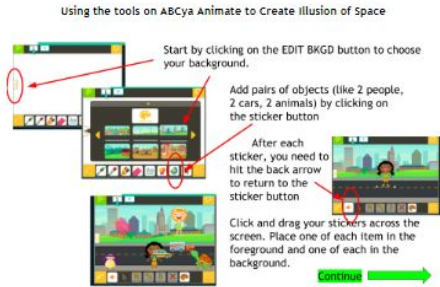 Using the tools on ABCya Animate to Create Illusion of Space
Start by clicking on the EDIT BKGD button to choose
your background.
Add pairs of objects (like 2 people,
2 cars, 2 animals) by clicking on
the sticker button
After each
sticker, you need to
hit the back arrow
to return to the
sticker button
Click and drag your stickers across the
screen. Place one of each item in the
foreground and one of each in the
background.
Continue